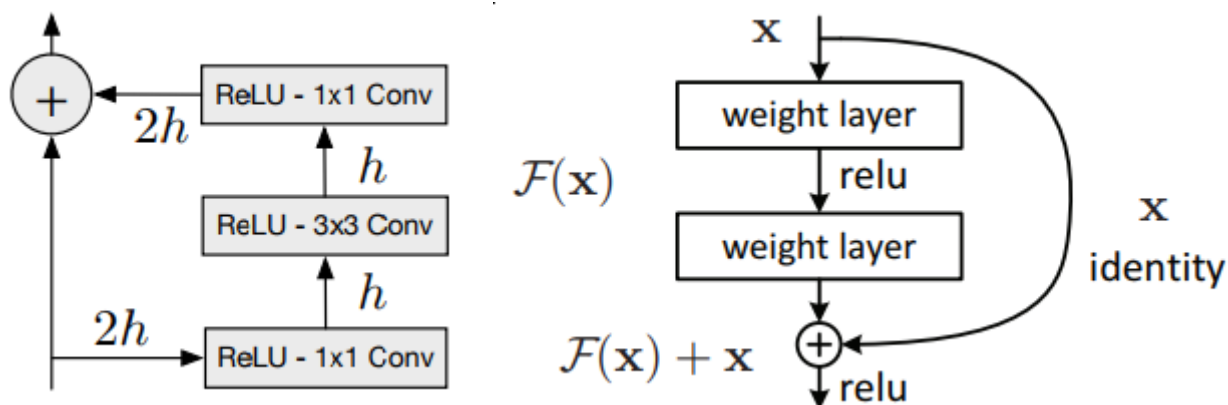 +
ReLU - 1x1 Conv
2h
h
ReLU - 3x3 Conv
h
2h
ReLU - 1x1 Conv
x
weight layer
F(x)
relu
weight layer
x
identity
F(x) + x
+
relu